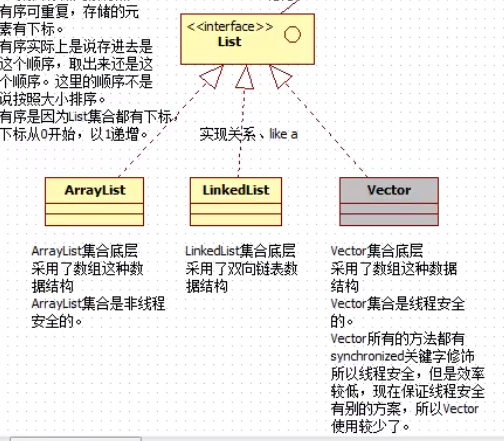 有序可重复，存储的元
素有下标。
有序实际上是说存进去是
这个顺序，取出来还是这
个顺序。这里的顺序不是
说按照大小排序。
有序是因为List集合都有下标，
下标从0开始，以1递增。
<<interface>>
List
实现关系、like a
ArrayList
ArrayList集合底层
采用了数组这种数
据结构
ArrayList集合是非线程
安全的。
LinkedList
LinkedList集合底层
采用了双向链表数
据结构
Vector
Vector集合底层
采用了数组这种数据
结构
Vector集合是线程安全
的。
Vector所有的方法都有
synchronized关键字修饰
所以线程安全，但是效率
较低，现在保证线程安全
有别的方案，所以Vector
使用较少了。